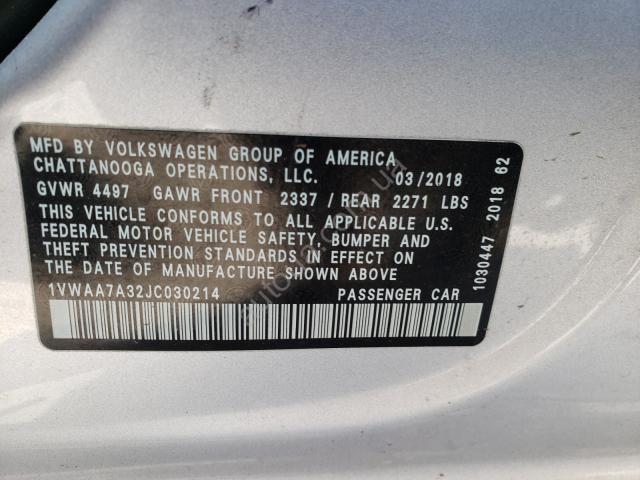 MFD BY VOLKSWAGEN GROUP OF AMERICA
CHATTANOOGA OPERATIONS, LLC. 03/2018
GVWR 4497 GAWR FRONT 2337 / REAR 2271 LBS
THIS VEHICLE CONFORMS TO ALL APPLICABLE U.S.
FEDERAL MOTOR VEHICLE SAFETY, BUMPER AND
THEFT PREVENTION STANDARDS IN EFFECT ON
THE DATE OF MANUFACTURE SHOWN ABOVE
1VWAA7A32JC030214 PASSENGER CAR
1030447 2018 62